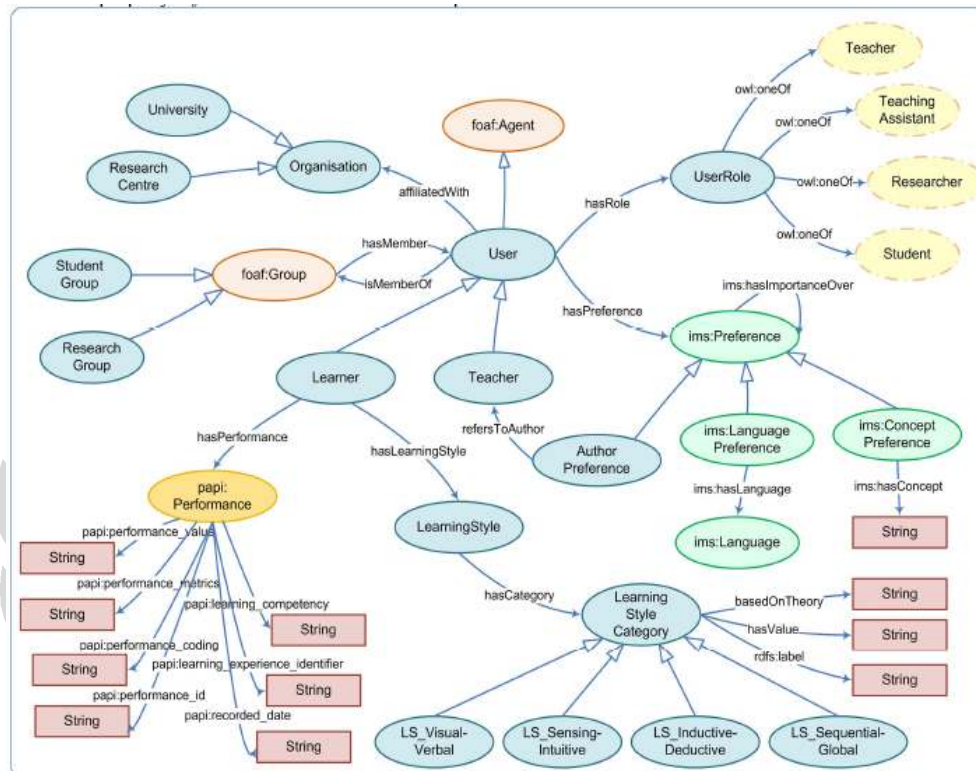 Teacher
owl:oneOf
University
foaf:Agent
Teaching
Assistant
owl:oneOf
Research
Centre
Organisation
UserRole
owl:oneOf
Researcher
affiliatedWith
hasRole
owl:oneOf
hasMember
User
Student
Student
Group
foaf:Group
isMemberOf
ims:hasImportanceOver
hasPreference
ims:Preference
Research
Group
Learner
Teacher
hasPerformance
refersToAuthor
ims:Language
Preference
ims:Concept
Preference
hasLearningStyle
Author
Preference
papi:
Performance
ims:hasLanguage
ims:hasConcept
papi:performance_value
LearningStyle
String
ims:Language
String
papi:performance_metrics
hasCategory
Learning
Style
Category
basedOnTheory
String
papi:learning_competency
String
String
hasValue
String
papi:performance_coding
rdfs:label
String
papi:learning_experience_identifier
String
papi:performance_id
String
String
papi:recorded_date
String
LS_Visual-
Verbal
LS_Sensing-
Intuitive
LS_Inductive-
Deductive
LS_Sequential-
Global